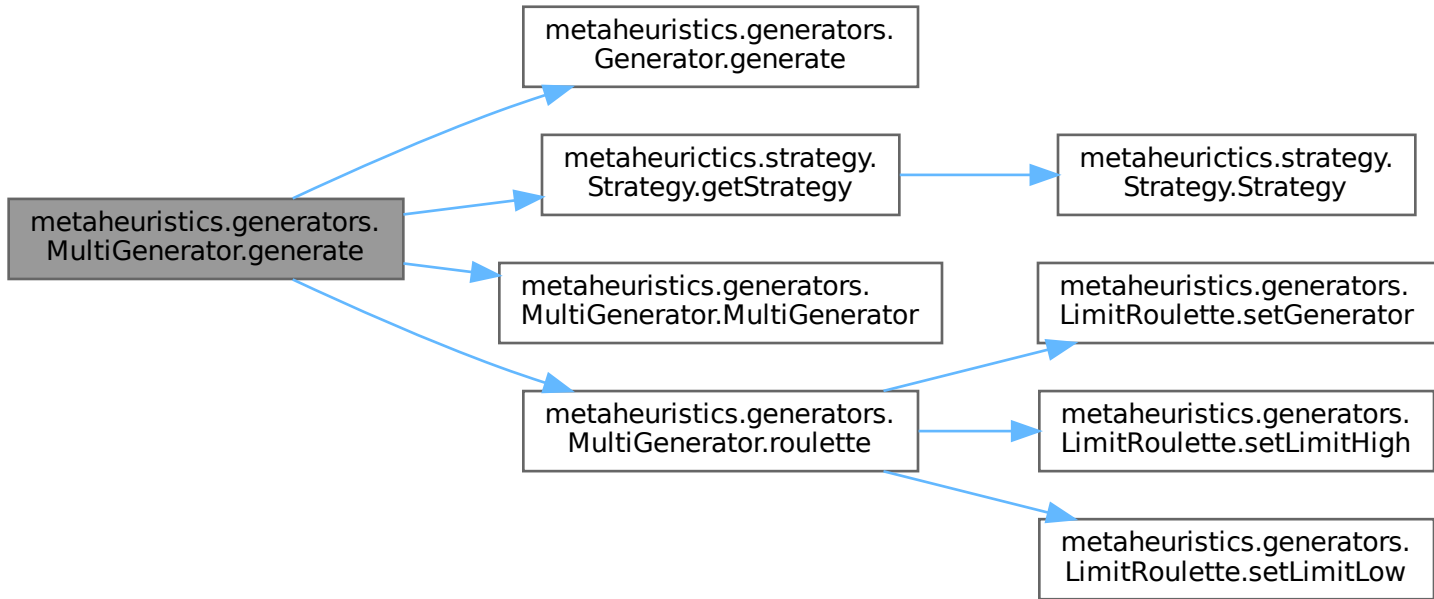 metaheuristics.generators.
Generator.generate
metaheurictics.strategy.
Strategy.getStrategy
metaheurictics.strategy.
Strategy.Strategy
metaheuristics.generators.
MultiGenerator.generate
metaheuristics.generators.
MultiGenerator.MultiGenerator
metaheuristics.generators.
LimitRoulette.setGenerator
metaheuristics.generators.
MultiGenerator.roulette
metaheuristics.generators.
LimitRoulette.setLimitHigh
metaheuristics.generators.
LimitRoulette.setLimitLow